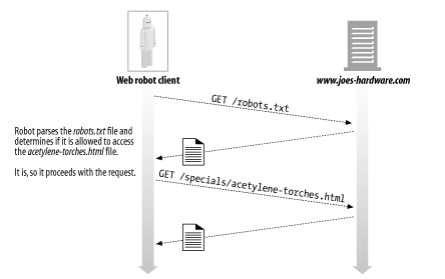 Web robot client
www.joes-hardware.com
GET /robots.txt
Robot parses the robots.txt file and
determines if it is allowed to access
the acetylene-torches.html file.
It is, so it proceeds with the request.
GET /specials/acetylene-torches.html